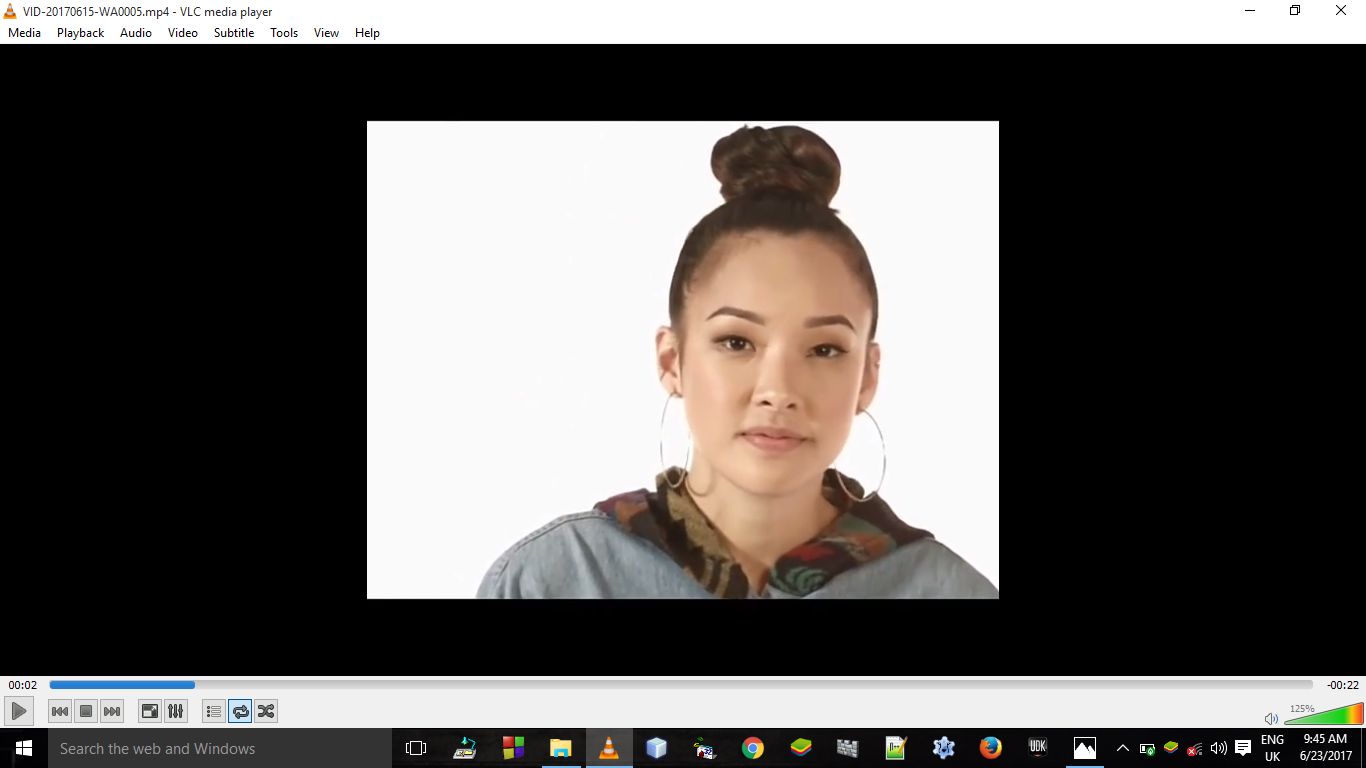 VID-20170615-WA0005.mp4 - VLC media player
Media Playback Audio Video Subtitle Tools View Help
00:02 -00:22
125%
Search the web and Windows
UDK
ENG 9:45 AM
UK 6/23/2017